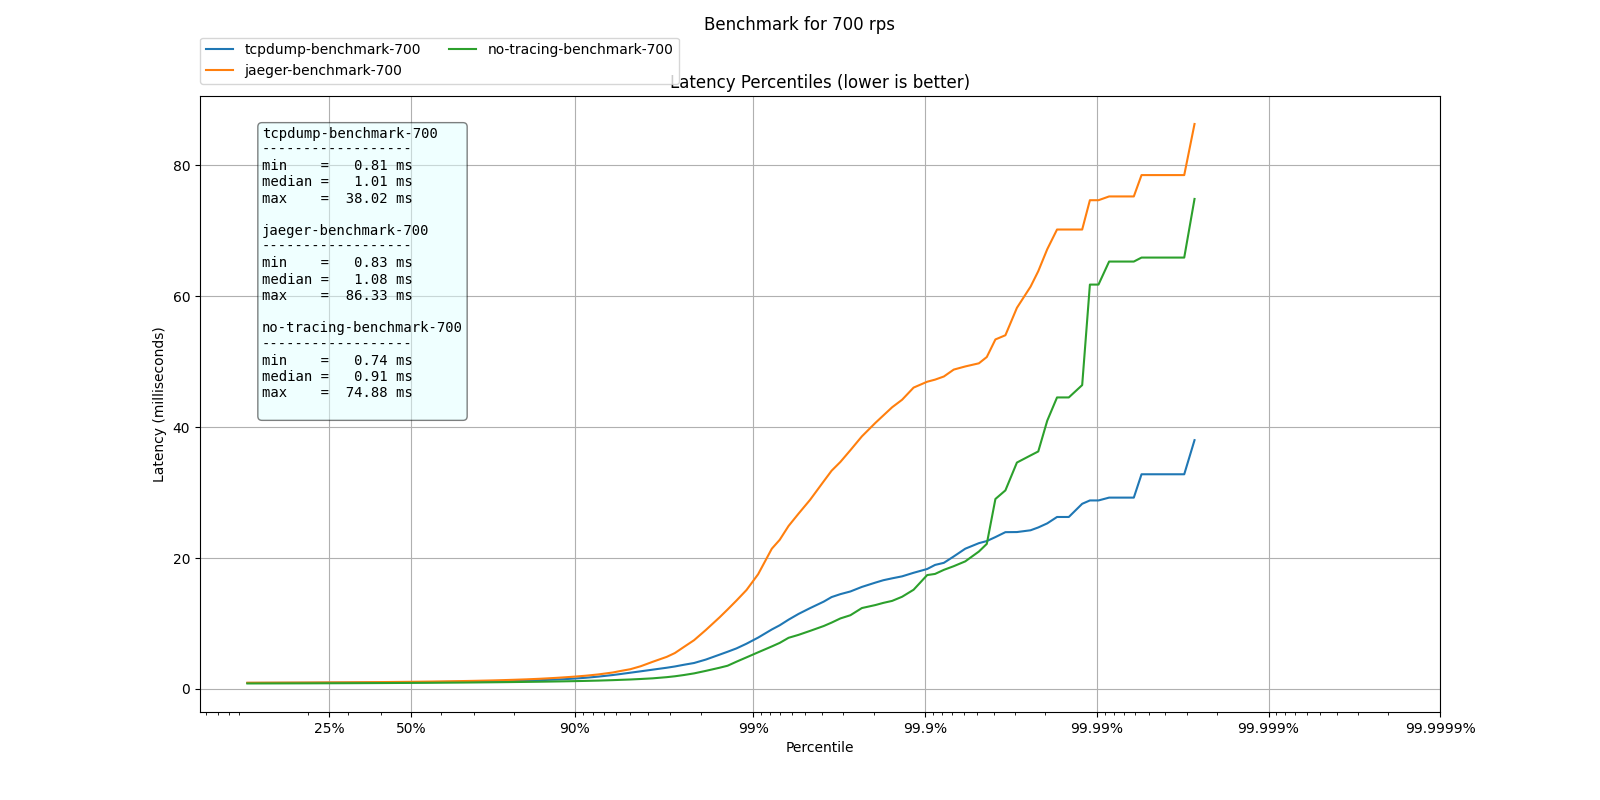 Benchmark for 700 rps
tcpdump-benchmark-700
no-tracing-benchmark-700
jaeger-benchmark-700
Latency Percentiles (lower is better)
tcpdump-benchmark-700
------------------
min    =   0.81 ms
median =   1.01 ms
max    =  38.02 ms
jaeger-benchmark-700
------------------
min    =   0.83 ms
median =   1.08 ms
max    =  86.33 ms
no-tracing-benchmark-700
------------------
min    =   0.74 ms
median =   0.91 ms
max    =  74.88 ms
80
60
40
20
0
Latency (milliseconds)
25% 50% 90% 99% 99.9% 99.99% 99.999% 99.9999%
Percentile